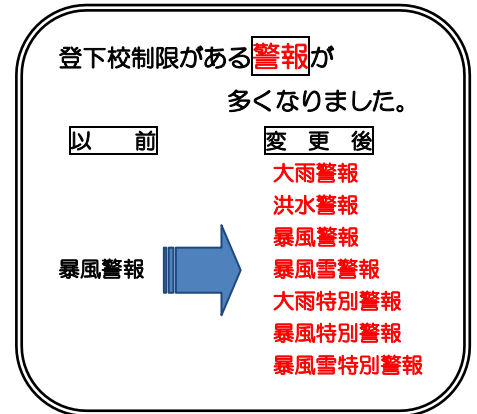 登下校制限がある警報が
多くなりました。
以　前
変　更　後
大雨警報
洪水警報
暴風警報
暴風警報
暴風雪警報
大雨特別警報
暴風特別警報
暴風雪特別警報